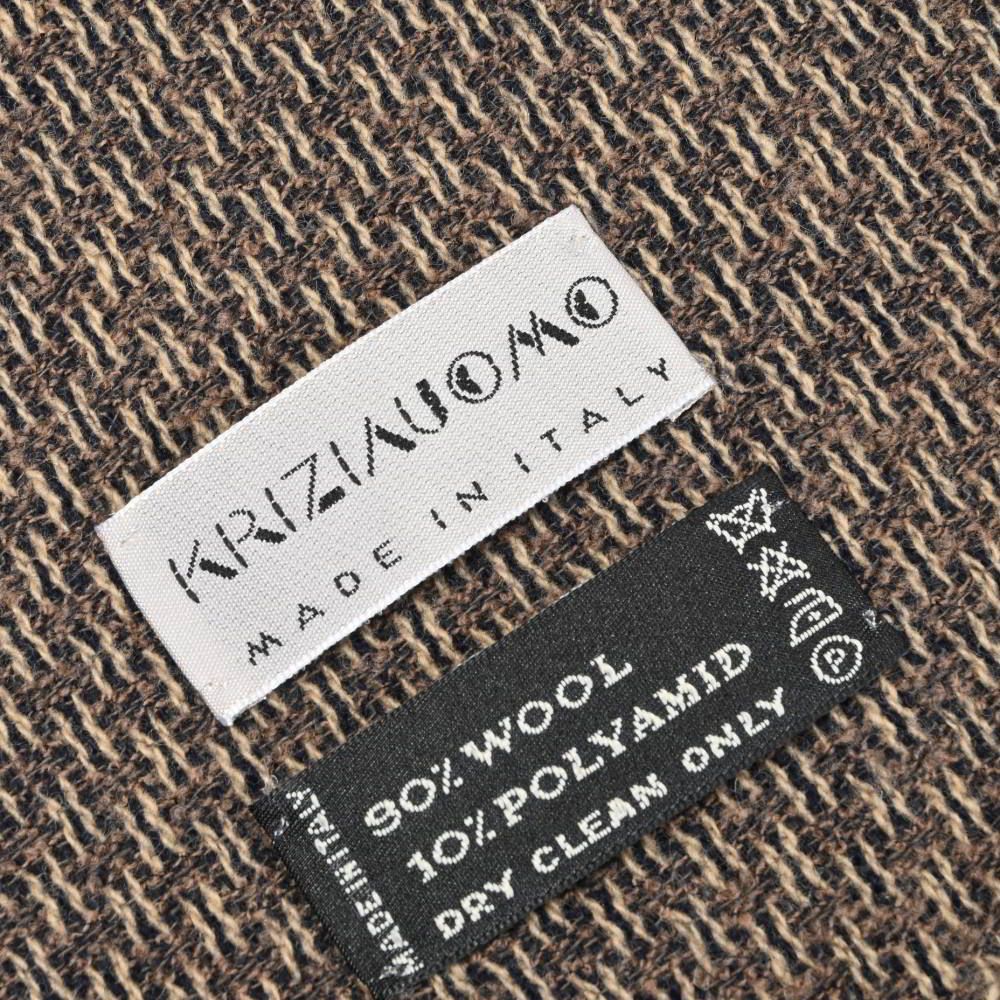 KRIZIAUOMO
MADE IN ITALY
90% WOOL
10% POLYAMID
DRY CLEAN ONLY
MADE IN ITALY
P